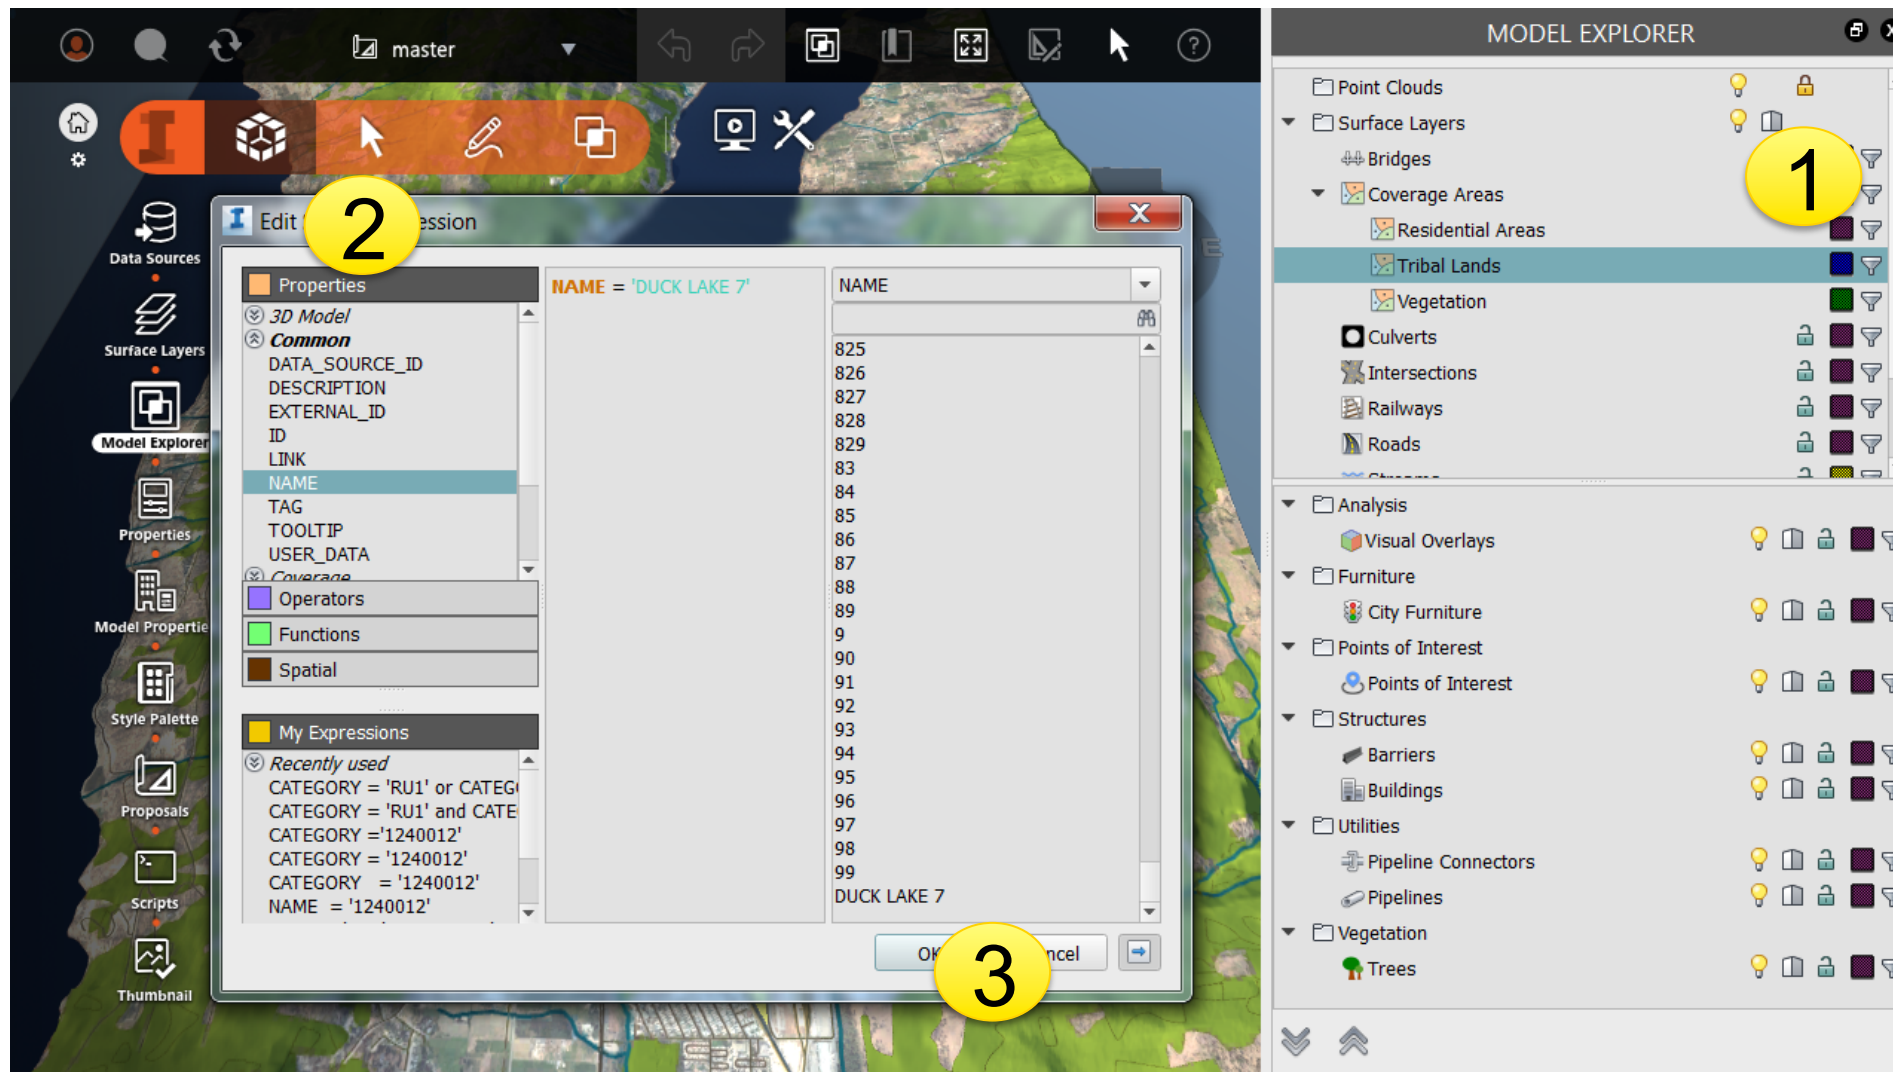 master
MODEL EXPLORER
Point Clouds
Surface Layers
Bridges
1
Coverage Areas
Residential Areas
Tribal Lands
Vegetation
Culverts
Intersections
Railways
Roads
Streams
Analysis
Visual Overlays
Furniture
City Furniture
Points of Interest
Points of Interest
Structures
Barriers
Buildings
Utilities
Pipeline Connectors
Pipelines
Vegetation
Trees
Data Sources
Surface Layers
Model Explorer
Properties
Model Propertie
Style Palette
Proposals
Scripts
Thumbnail
2
Edit
ession
Properties
3D Model
Common
DATA_SOURCE_ID
DESCRIPTION
EXTERNAL_ID
ID
LINK
NAME
TAG
TOOLTIP
USER_DATA
Coverage
Operators
Functions
Spatial
My Expressions
Recently used
CATEGORY = 'RU1' or CATEG
CATEGORY = 'RU1' and CATE
CATEGORY ='1240012'
CATEGORY = '1240012'
CATEGORY = '1240012'
NAME = '1240012'
NAME = 'DUCK LAKE 7'
NAME
825
826
827
828
829
83
84
85
86
87
88
89
9
90
91
92
93
94
95
96
97
98
99
DUCK LAKE 7
OK
3
ncel
E